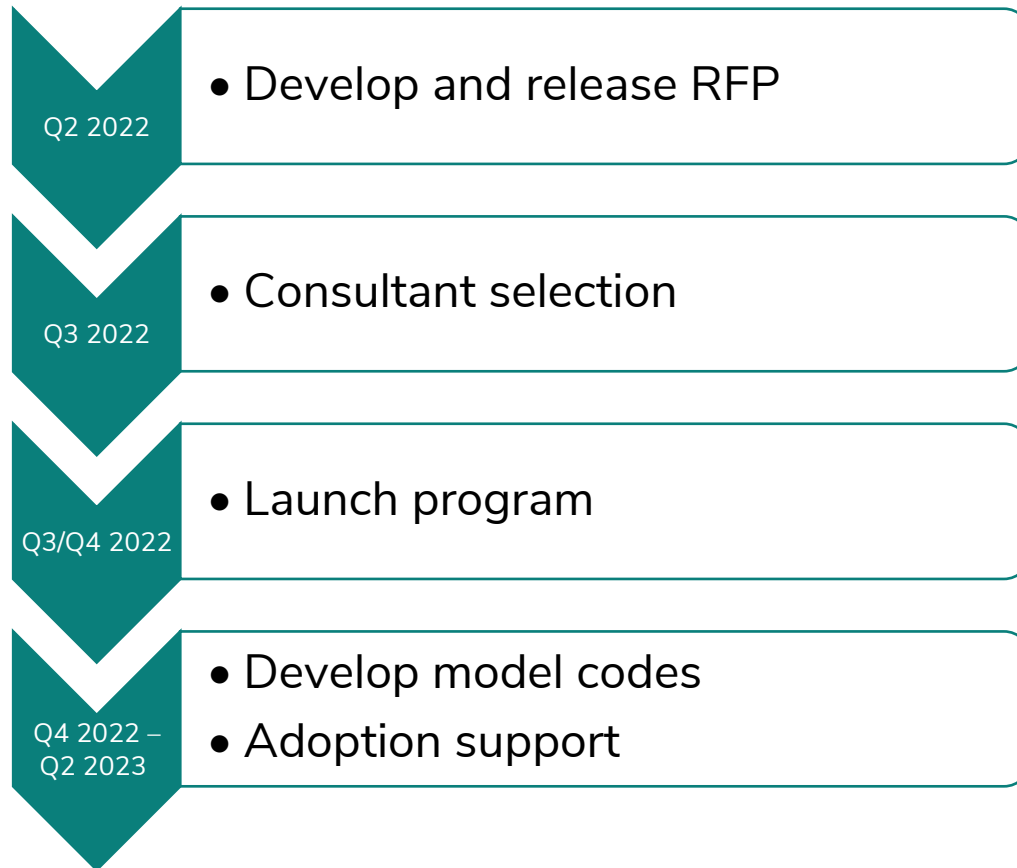 Q2 2022
• Develop and release RFP
Q3 2022
• Consultant selection
Q3/Q4 2022
• Launch program
Q4 2022 –
Q2 2023
• Develop model codes
• Adoption support